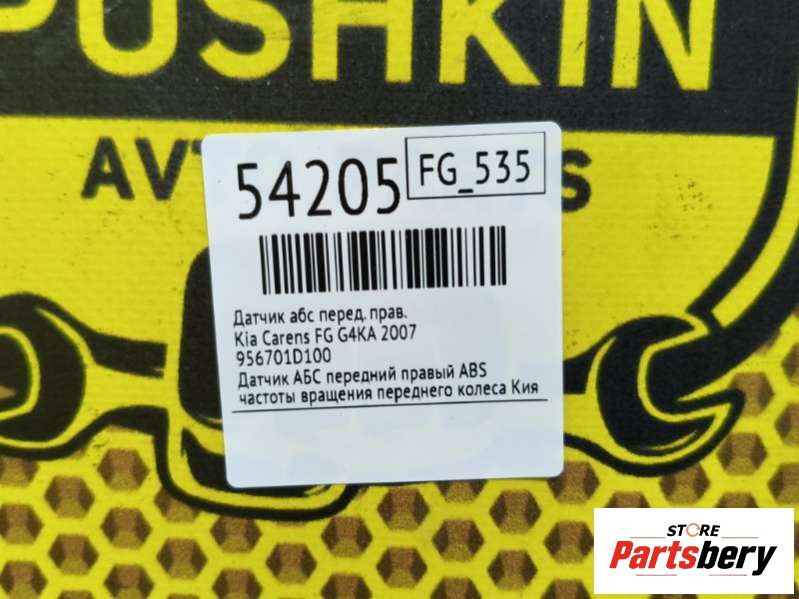 PUSHKIN
54205
FG_535
Датчик абс перед. прав.
Kia Carens FG G4KA 2007
956701D100
Датчик АБС передний правый ABS
частоты вращения переднего колеса Кия
STORE
Partsbery